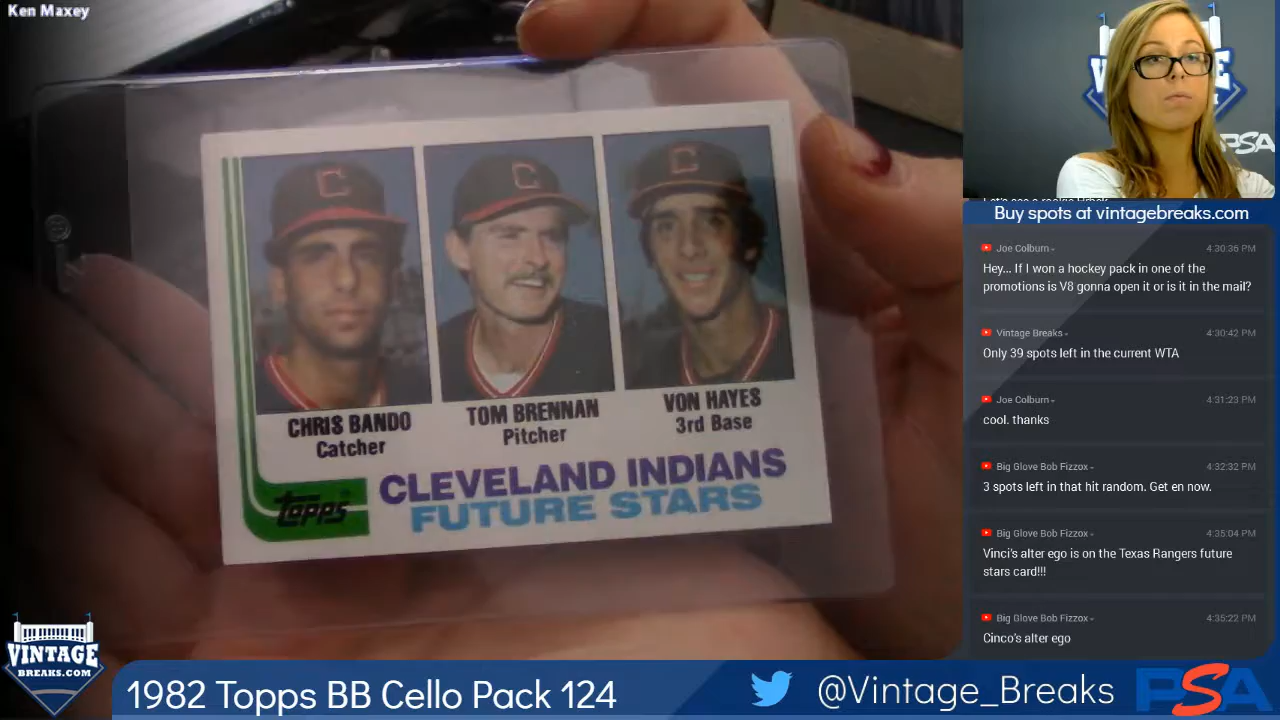 Ken Maxey
C
C
C
CHRIS BANDO
Catcher
TOM BRENNAN
Pitcher
VON HAYES
3rd Base
topps
CLEVELAND INDIANS
FUTURE STARS
PSA
Buy spots at vintagebreaks.com
Joe Colburn
4:30:36 PM
Hey... If I won a hockey pack in one of the
promotions is V8 gonna open it or is it in the mail?
Vintage Breaks
4:30:42 PM
Only 39 spots left in the current WTA
Joe Colburn
4:31:23 PM
cool. thanks
Big Glove Bob Fizzox
4:32:32 PM
3 spots left in that hit random. Get en now.
Big Glove Bob Fizzox
4:35:04 PM
Vinci's alter ego is on the Texas Rangers future
stars card!!!
Big Glove Bob Fizzox
4:35:22 PM
Cinco's alter ego
VINTAGE
BREAKS.COM
1982 Topps BB Cello Pack 124
@Vintage_Breaks
PSA